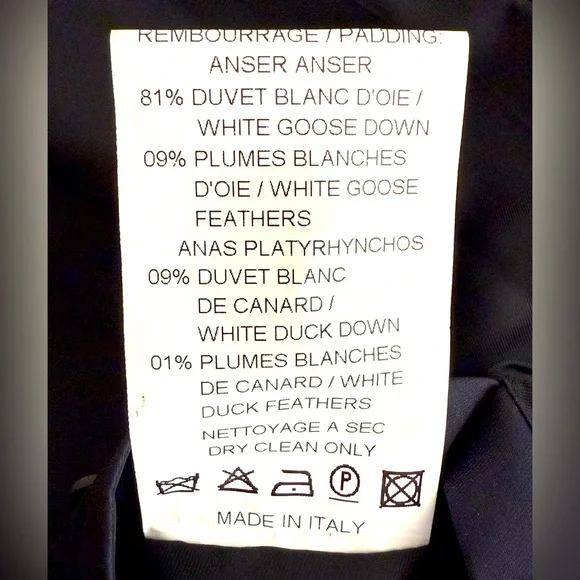 REMBOURRAGE / PADDING:
ANSER ANSER
81% DUVET BLANC D'OIE /
WHITE GOOSE DOWN
09% PLUMES BLANCHES
D'OIE / WHITE GOOSE
FEATHERS
ANAS PLATYRHYNCHOS
09% DUVET BLANC
DE CANARD /
WHITE DUCK DOWN
01% PLUMES BLANCHES
DE CANARD / WHITE
DUCK FEATHERS
NETTOYAGE A SEC
DRY CLEAN ONLY
P
MADE IN ITALY